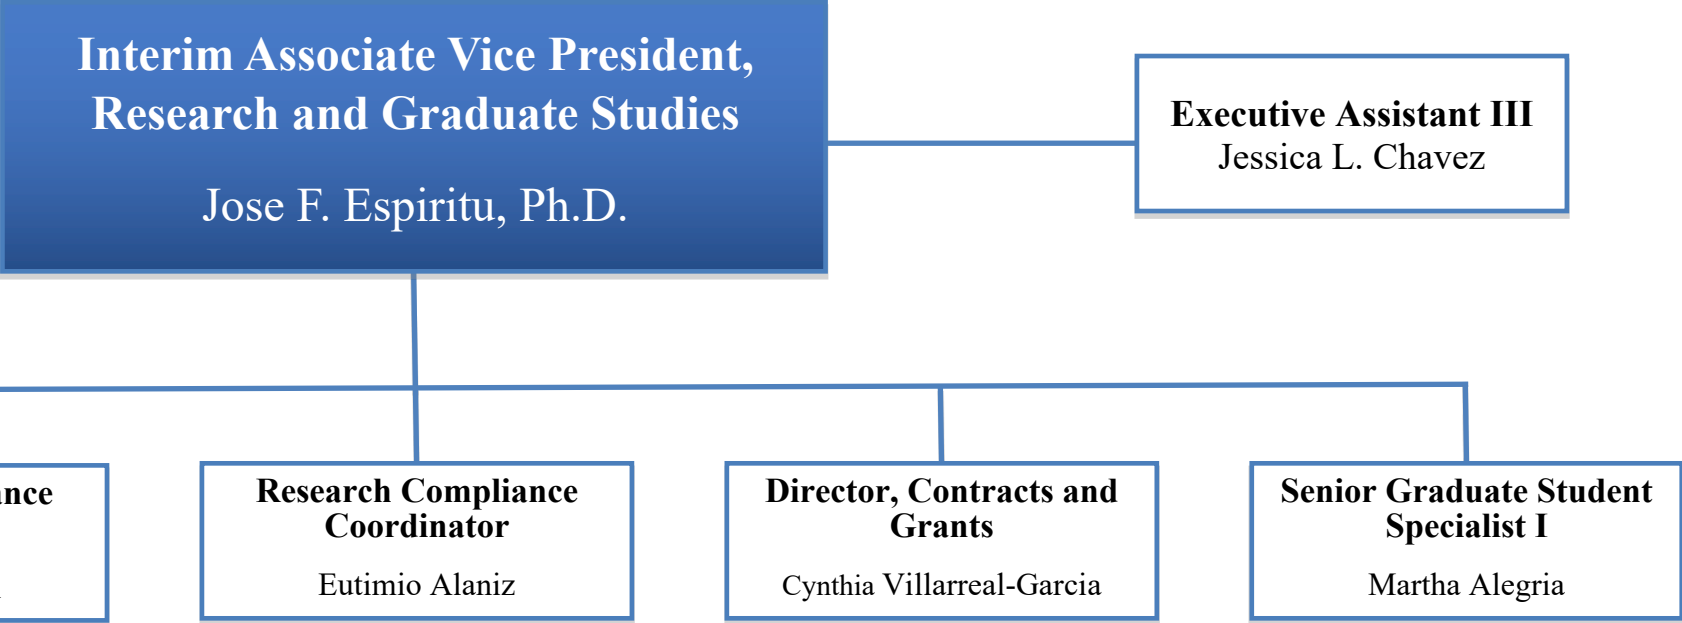 Interim Associate Vice President,
Research and Graduate Studies
Jose F. Espiritu, Ph.D.
Executive Assistant III
Jessica L. Chavez
Research Compliance
Coordinator
Eutimio Alaniz
Director, Contracts and
Grants
Cynthia Villarreal-Garcia
Senior Graduate Student
Specialist I
Martha Alegria